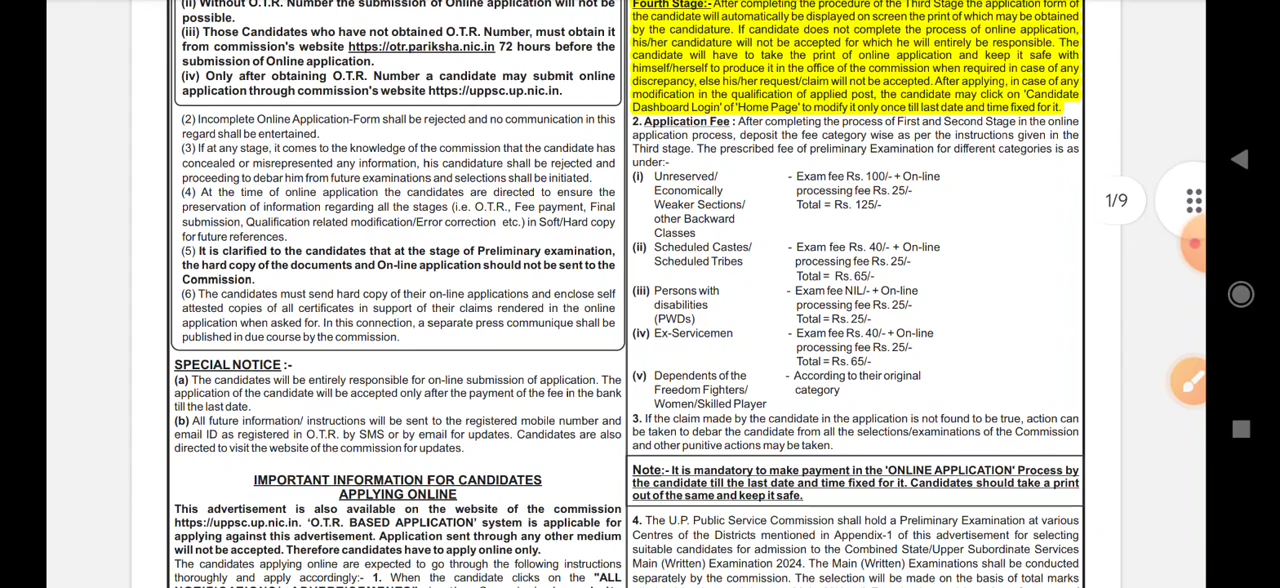 (ii) Without O.T.R. Number the submission of Online application will not be
possible.
(iii) Those Candidates who have not obtained O.T.R. Number, must obtain it
from commission's website https://otr.pariksha.nic.in 72 hours before the
submission of Online application.
(iv) Only after obtaining O.T.R. Number a candidate may submit online
application through commission's website https://uppsc.up.nic.in.
(2) Incomplete Online Application-Form shall be rejected and no communication in this
regard shall be entertained.
(3) If at any stage, it comes to the knowledge of the commission that the candidate has
concealed or misrepresented any information, his candidature shall be rejected and
proceeding to debar him from future examinations and selections shall be initiated.
(4) At the time of online application the candidates are directed to ensure the
preservation of information regarding all the stages (i.e. O.T.R., Fee payment, Final
submission, Qualification related modification/Error correction etc.) in Soft/Hard copy
for future references.
(5) It is clarified to the candidates that at the stage of Preliminary examination,
the hard copy of the documents and On-line application should not be sent to the
Commission.
(6) The candidates must send hard copy of their on-line applications and enclose self
attested copies of all certificates in support of their claims rendered in the online
application when asked for. In this connection, a separate press communique shall be
published in due course by the commission.
SPECIAL NOTICE :-
(a) The candidates will be entirely responsible for on-line submission of application. The
application of the candidate will be accepted only after the payment of the fee in the bank
till the last date.
(b) All future information/ instructions will be sent to the registered mobile number and
email ID as registered in O.T.R. by SMS or by email for updates. Candidates are also
directed to visit the website of the commission for updates.
IMPORTANT INFORMATION FOR CANDIDATES
APPLYING ONLINE
This advertisement is also available on the website of the commission
https://uppsc.up.nic.in. 'O.T.R. BASED APPLICATION' system is applicable
for applying against this advertisement. Application sent through any other medium
will not be accepted. Therefore candidates have to apply online only.
The candidates applying online are expected to go through the following instructions
thoroughly and apply accordingly:- 1. When the candidate clicks on the "ALL
Fourth Stage:- After completing the procedure of the Third Stage the application form of
the candidate will automatically be displayed on screen the print of which may be obtained
by the candidature. If candidate does not complete the process of online application,
his/her candidature will not be accepted for which he will entirely be responsible. The
candidate will have to take the print of online application and keep it safe with
himself/herself to produce it in the office of the commission when required in case of any
discrepancy, else his/her request/claim will not be accepted. After applying, in case of any
modification in the qualification of applied post, the candidate may click on 'Candidate
Dashboard Login' of 'Home Page' to modify it only once till last date and time fixed for it.
2. Application Fee : After completing the process of First and Second Stage in the online
application process, deposit the fee category wise as per the instructions given in the
Third stage. The prescribed fee of preliminary Examination for different categories is as
under:-
(i) Unreserved/ - Exam fee Rs. 100/- + On-line
Economically processing fee Rs. 25/-
Weaker Sections/ Total = Rs. 125/-
other Backward
Classes
(ii) Scheduled Castes/ - Exam fee Rs. 40/- + On-line
Scheduled Tribes processing fee Rs. 25/-
Total = Rs. 65/-
(iii) Persons with - Exam fee NIL/- + On-line
disabilities processing fee Rs. 25/-
(PWDs) Total = Rs. 25/-
(iv) Ex-Servicemen - Exam fee Rs. 40/- + On-line
processing fee Rs. 25/-
Total = Rs. 65/-
(v) Dependents of the - According to their original
Freedom Fighters/ category
Women/Skilled Player
3. If the claim made by the candidate in the application is not found to be true, action can
be taken to debar the candidate from all the selections/examinations of the Commission
and other punitive actions may be taken.
Note:- It is mandatory to make payment in the 'ONLINE APPLICATION' Process by
the candidate till the last date and time fixed for it. Candidates should take a print
out of the same and keep it safe.
4. The U.P. Public Service Commission shall hold a Preliminary Examination at various
Centres of the Districts mentioned in Appendix-1 of this advertisement for selecting
suitable candidates for admission to the Combined State/Upper Subordinate Services
Main (Written) Examination 2024. The Main (Written) Examinations shall be conducted
separately by the commission. The selection will be made on the basis of total marks
1/9